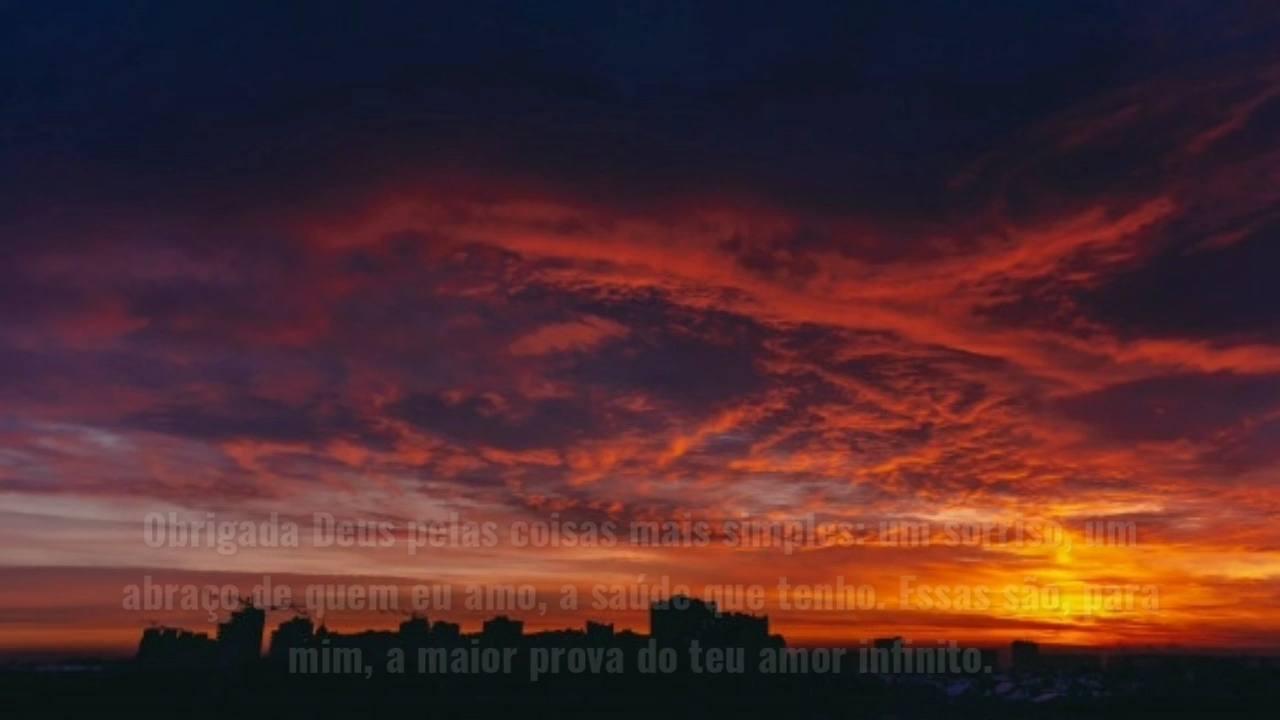 Obrigada Deus pelas coisas mais simples: um sorriso, um
abraço de quem eu amo, a saúde que tenho. Essas são, para
mim, a maior prova do teu amor infinito.